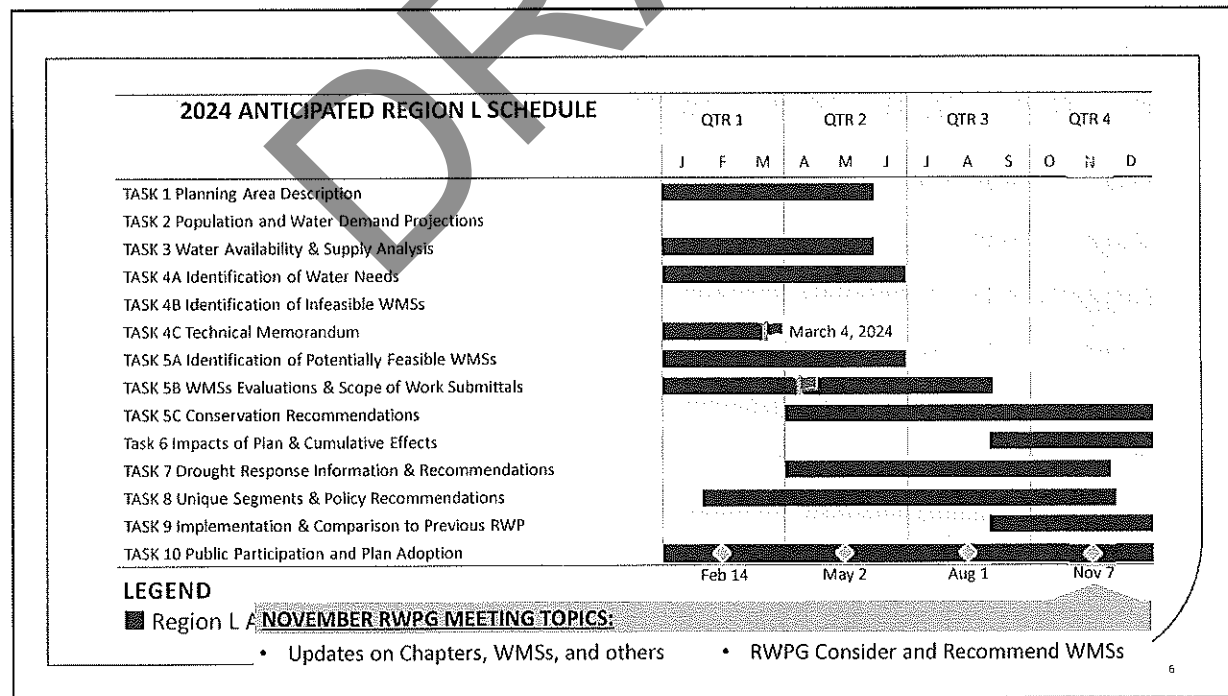 DRA
2024 ANTICIPATED REGION L SCHEDULE
QTR 1 QTR 2 QTR 3 QTR 4
J F M A M J J A S O N D
TASK 1 Planning Area Description
TASK 2 Population and Water Demand Projections
TASK 3 Water Availability & Supply Analysis
TASK 4A Identification of Water Needs
TASK 4B Identification of Infeasible WMSs
TASK 4C Technical Memorandum March 4, 2024
TASK 5A Identification of Potentially Feasible WMSs
TASK 5B WMSs Evaluations & Scope of Work Submittals
TASK 5C Conservation Recommendations
Task 6 Impacts of Plan & Cumulative Effects
TASK 7 Drought Response Information & Recommendations
TASK 8 Unique Segments & Policy Recommendations
TASK 9 Implementation & Comparison to Previous RWP
TASK 10 Public Participation and Plan Adoption
Feb 14 May 2 Aug 1 Nov 7
LEGEND
Region L A
NOVEMBER RWPG MEETING TOPICS:
• Updates on Chapters, WMSs, and others • RWPG Consider and Recommend WMSs
6